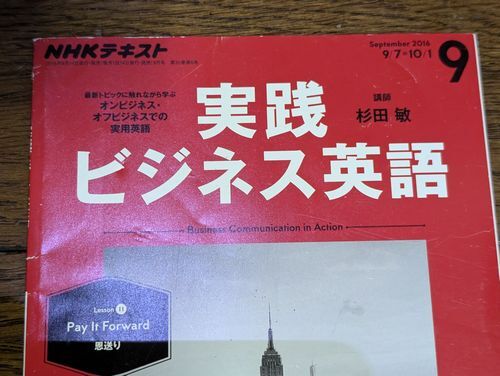 NHKテキスト
September 2016
9/7▶10/1
9
最新トピックに触れながら学ぶ
オンビジネス・
オフビジネスでの
実用英語
講師
杉田 敏
実践
ビジネス英語
Business Communication in Action
Lesson 11
Pay It Forward
恩送り